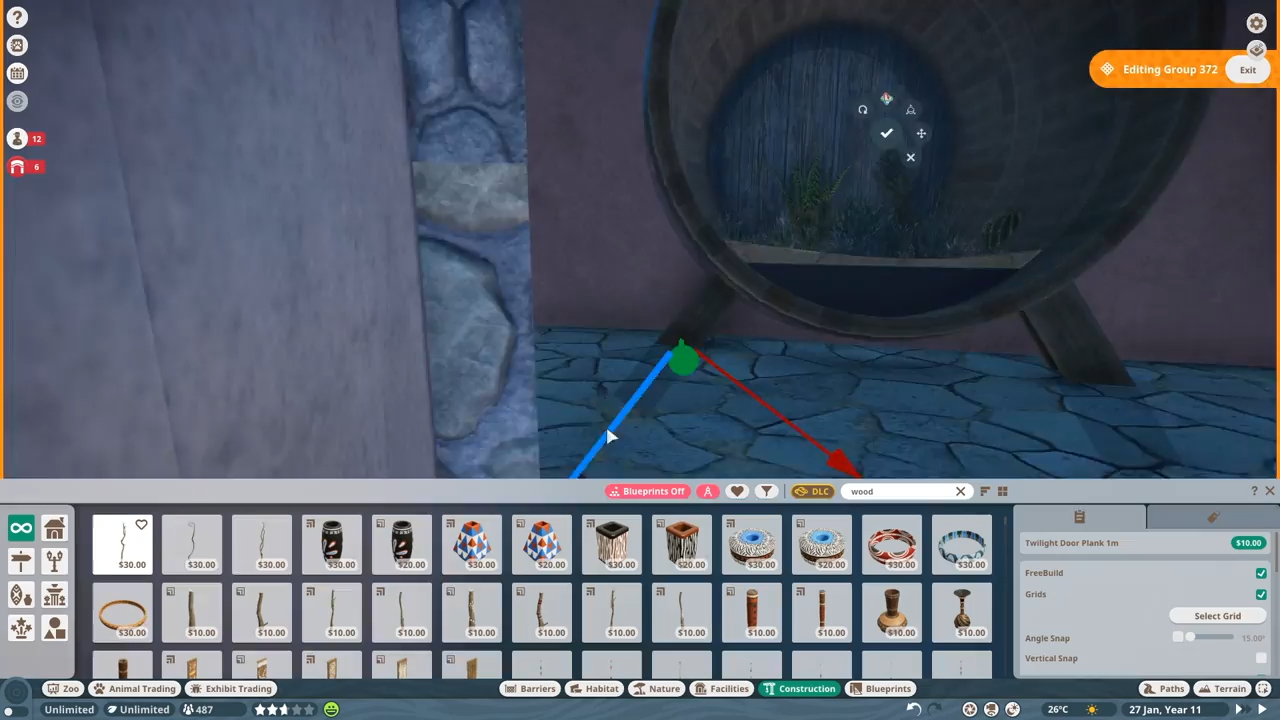 ?
Editing Group 372
Exit
12
6
Blueprints Off
DLC
wood
?
$30.00 $30.00 $30.00 $30.00 $20.00 $30.00 $20.00 $30.00 $20.00 $30.00 $20.00 $30.00 $30.00
$30.00 $10.00 $10.00 $10.00 $10.00 $10.00 $10.00 $10.00 $10.00 $10.00 $10.00 $10.00 $10.00
Twilight Door Plank 1m $10.00
FreeBuild
Grids
Select Grid
Angle Snap 15.00°
Vertical Snap
Zoo Animal Trading Exhibit Trading Barriers Habitat Nature Facilities Construction Blueprints Paths Terrain
Unlimited Unlimited 487 26°C 27 Jan, Year 11